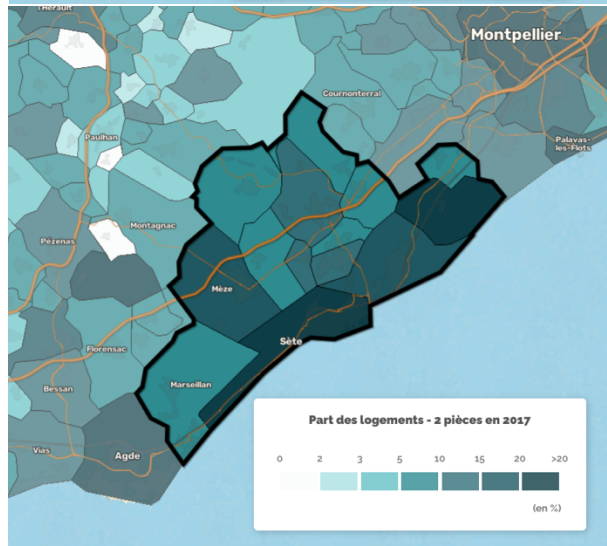 l'Hérault
Montpellier
Cournonterral
Paulhan
Palavas-
les-Flots
Montagnac
Pézenas
Mèze
Florensac
Sète
Marseillan
Bessan
Vias
Agde
Part des logements - 2 pièces en 2017
0 2 3 5 10 15 20 >20
(en %)